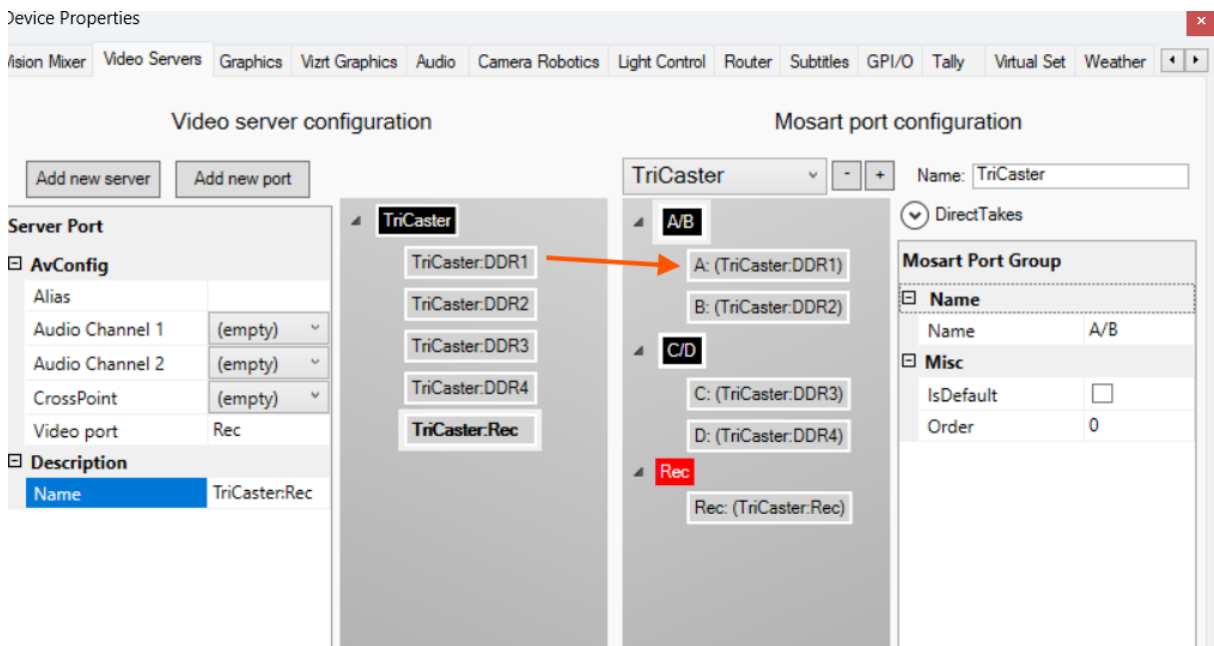 Device Properties
Vision Mixer Video Servers Graphics Vizrt Graphics Audio Camera Robotics Light Control Router Subtitles GPI/O Tally Virtual Set Weather
Video server configuration
Mosart port configuration
Add new server Add new port
TriCaster - + Name: TriCaster
DirectTakes
Server Port
AvConfig
Alias
Audio Channel 1 (empty)
Audio Channel 2 (empty)
CrossPoint (empty)
Video port Rec
Description
Name TriCaster:Rec
TriCaster
TriCaster:DDR1
TriCaster:DDR2
TriCaster:DDR3
TriCaster:DDR4
TriCaster:Rec
A/B
A: (TriCaster:DDR1)
B: (TriCaster:DDR2)
C/D
C: (TriCaster:DDR3)
D: (TriCaster:DDR4)
Rec
Rec: (TriCaster:Rec)
Mosart Port Group
Name
Name A/B
Misc
IsDefault
Order 0